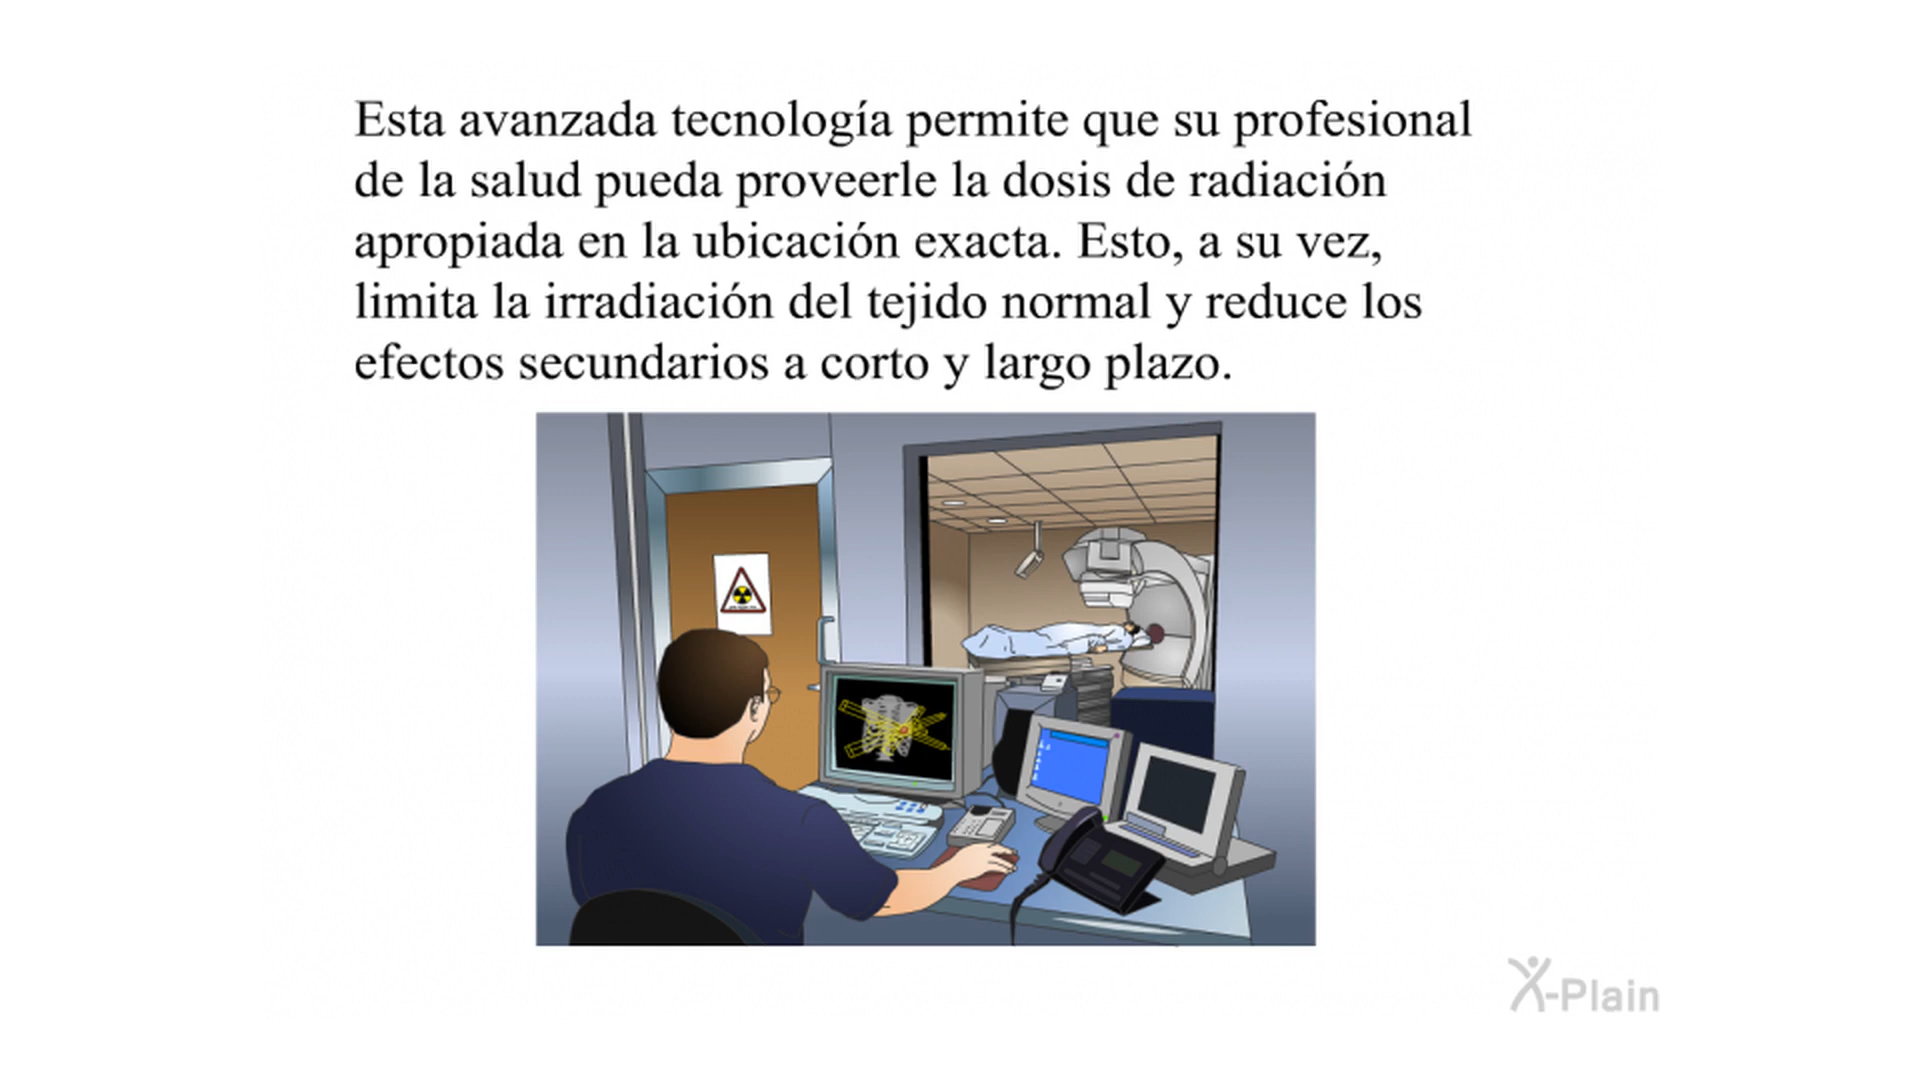 Esta avanzada tecnología permite que su profesional
de la salud pueda proveerle la dosis de radiación
apropiada en la ubicación exacta. Esto, a su vez,
limita la irradiación del tejido normal y reduce los
efectos secundarios a corto y largo plazo.
X-Plain